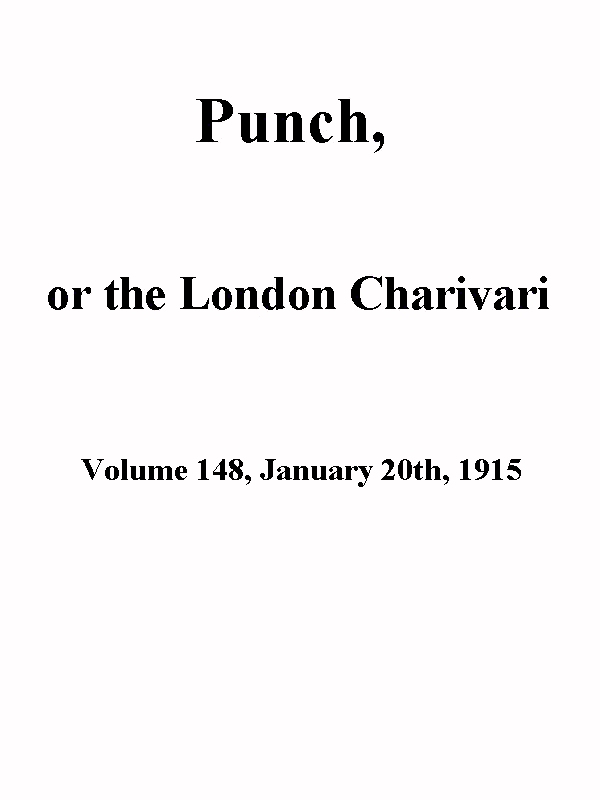 Punch,
or the London Charivari
Volume 148, January 20th, 1915